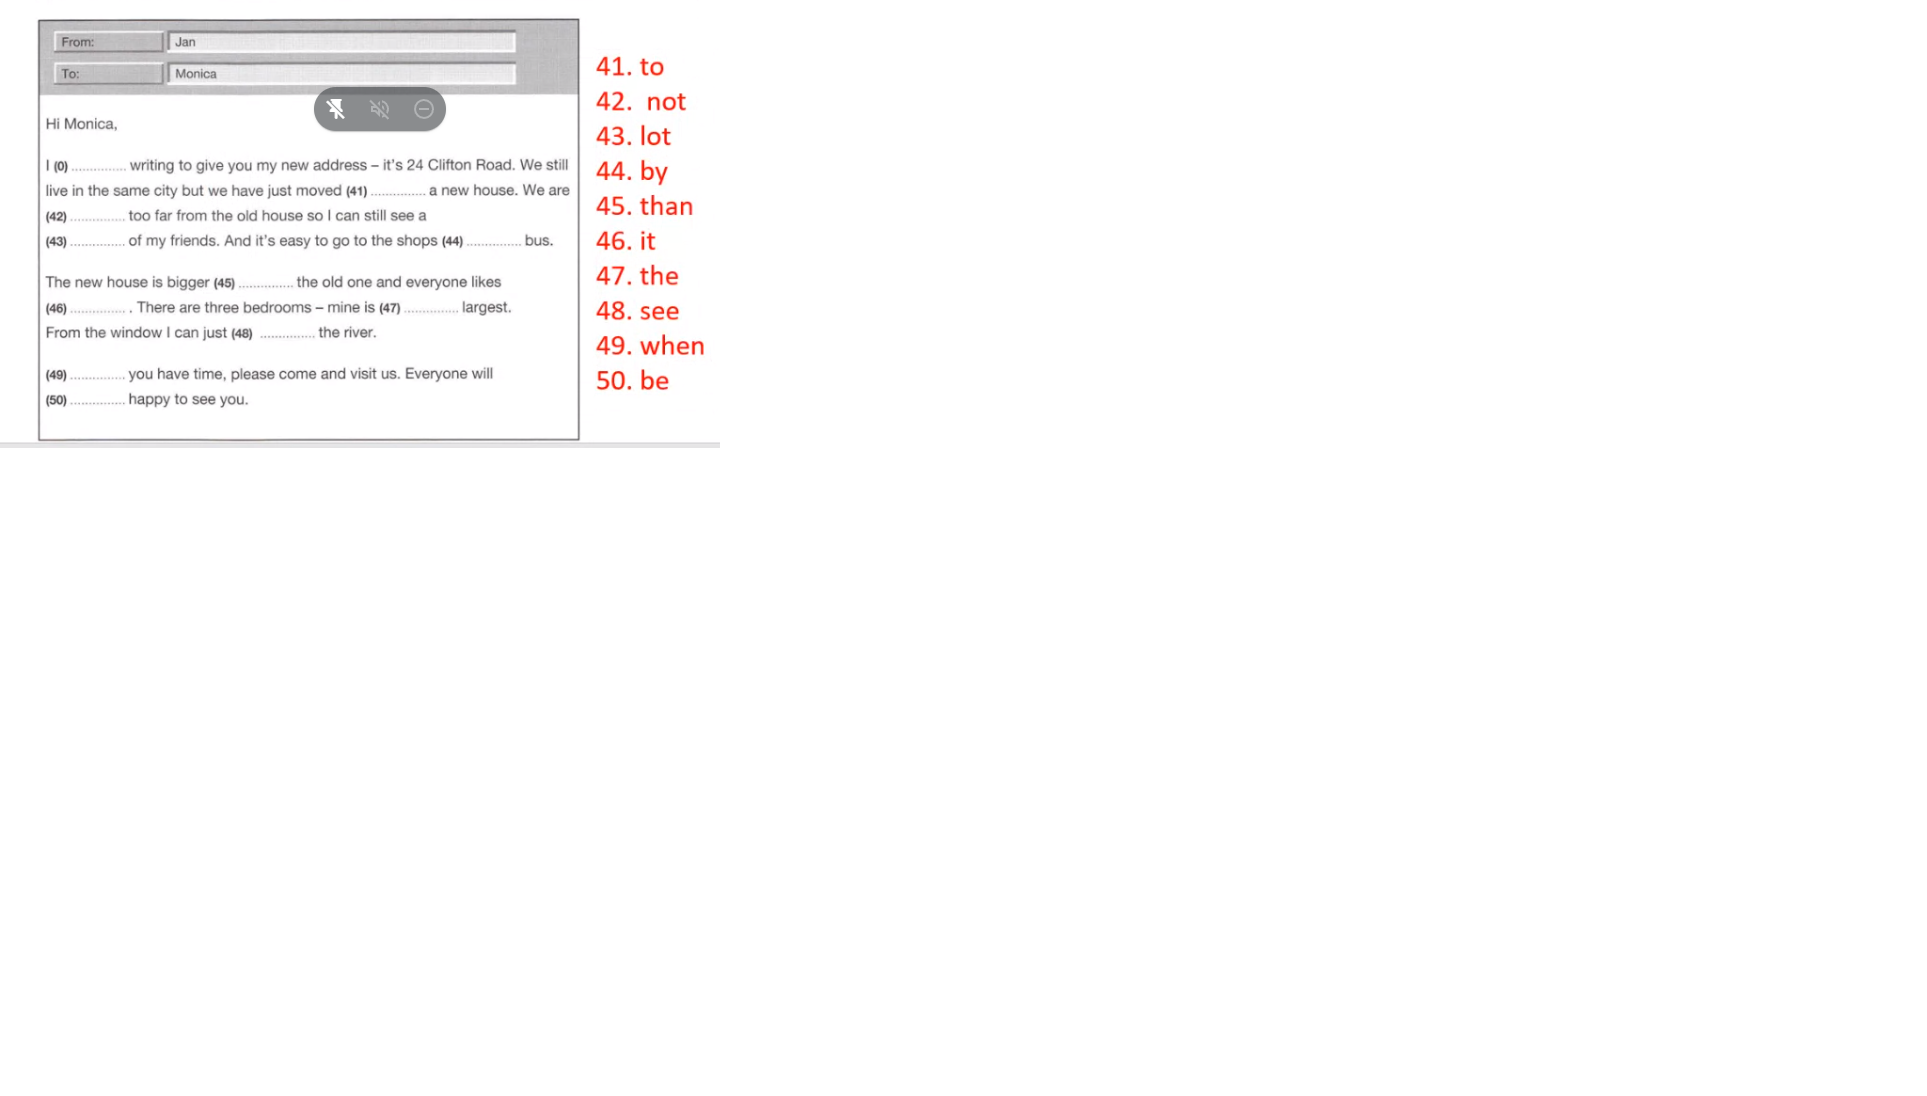 From: Jan
To: Monica
Hi Monica,
I (0) .............. writing to give you my new address – it's 24 Clifton Road. We still
live in the same city but we have just moved (41) .............. a new house. We are
(42) .............. too far from the old house so I can still see a
(43) .............. of my friends. And it's easy to go to the shops (44) .............. bus.
The new house is bigger (45) .............. the old one and everyone likes
(46) .............. . There are three bedrooms – mine is (47) .............. largest.
From the window I can just (48) .............. the river.
(49) .............. you have time, please come and visit us. Everyone will
(50) .............. happy to see you.
41. to
42. not
43. lot
44. by
45. than
46. it
47. the
48. see
49. when
50. be